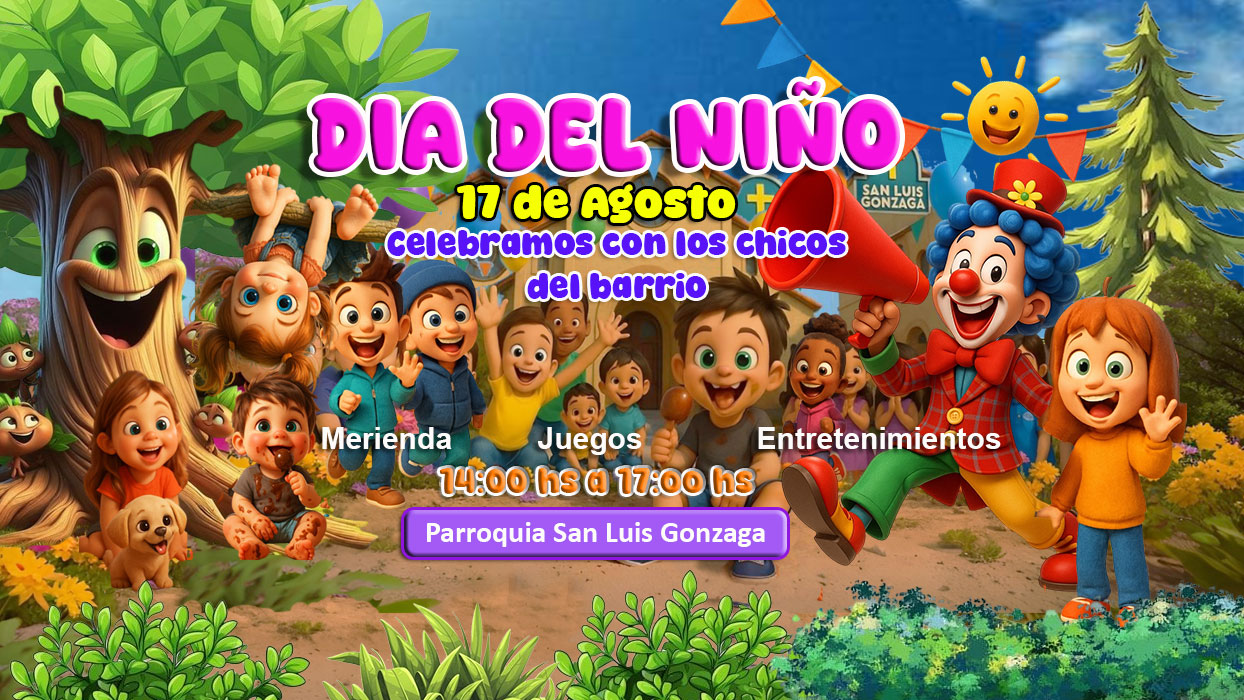 DIA DEL NIÑO
17 de Agosto
SAN LUIS
GONZAGA
Celebramos con los chicos
del barrio
Merienda Juegos Entretenimientos
14:00 hs a 17:00 hs
Parroquia San Luis Gonzaga